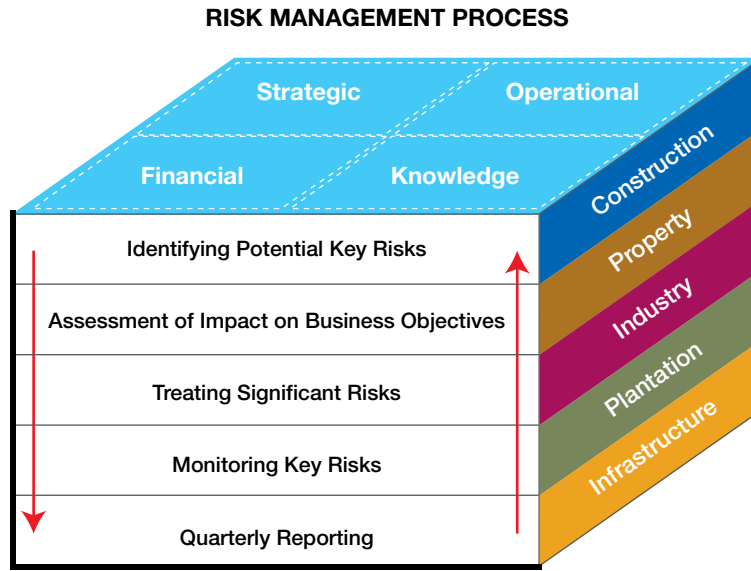 RISK MANAGEMENT PROCESS
Strategic
Operational
Financial
Knowledge
Identifying Potential Key Risks
Assessment of Impact on Business Objectives
Treating Significant Risks
Monitoring Key Risks
Quarterly Reporting
Construction
Property
Industry
Plantation
Infrastructure